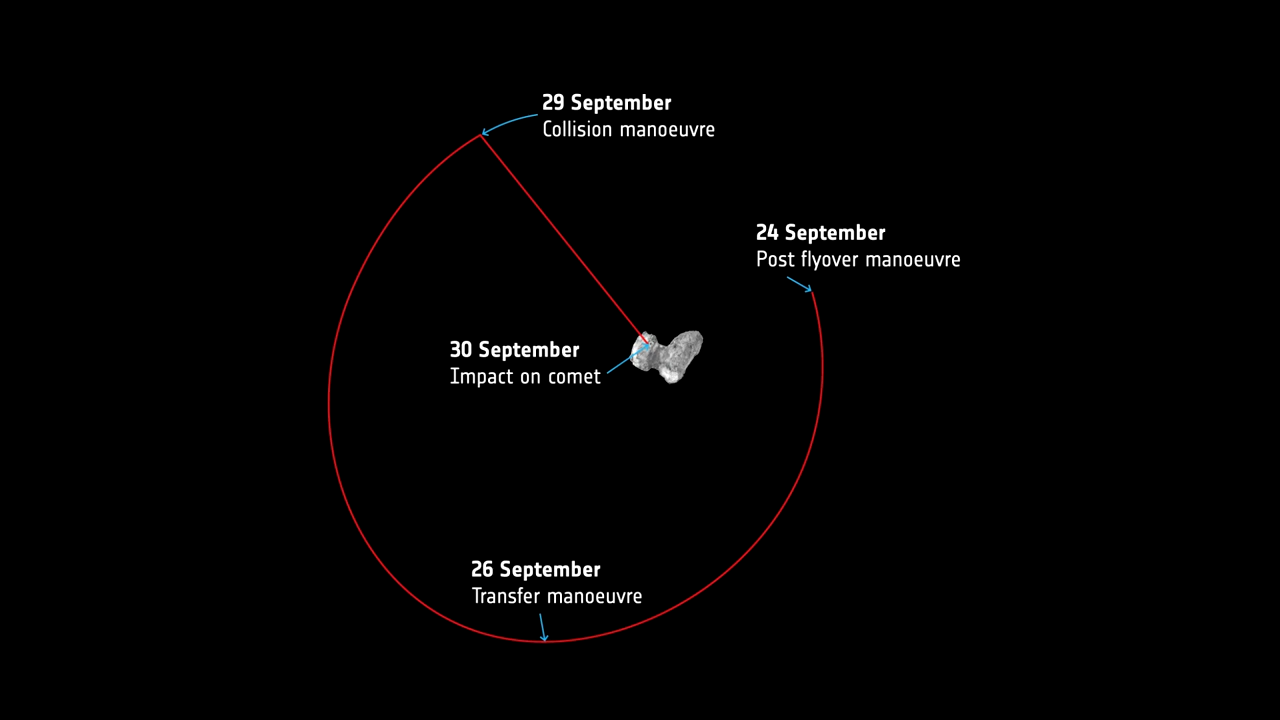 29 September
Collision manoeuvre
24 September
Post flyover manoeuvre
30 September
Impact on comet
26 September
Transfer manoeuvre